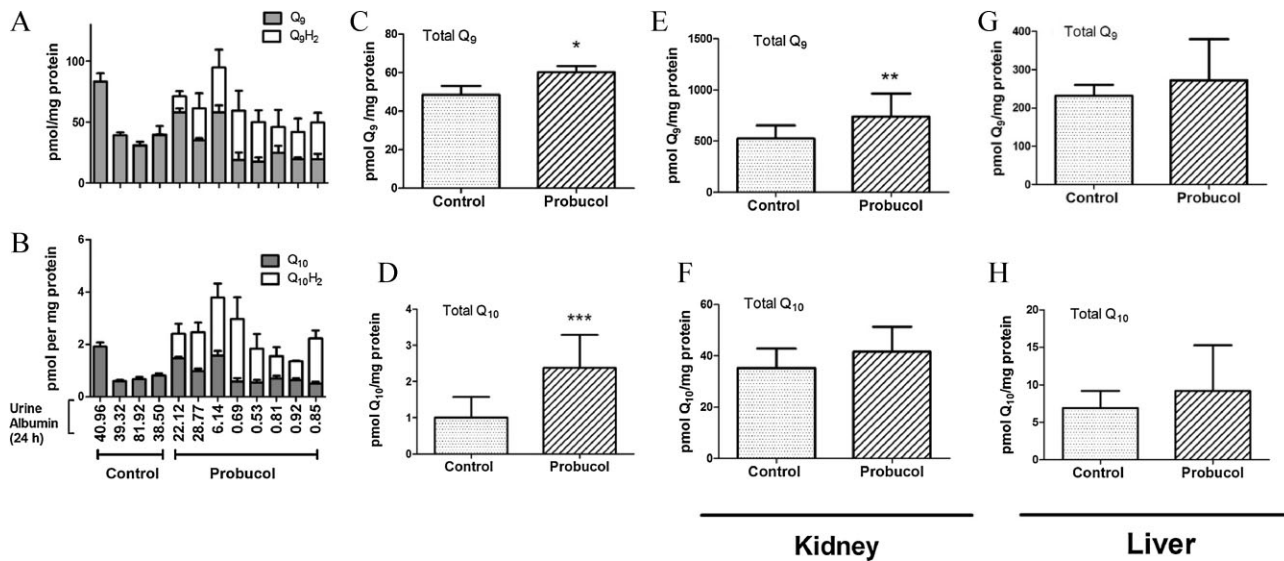 A
Q₉
Q₉H₂
pmol/mg protein
100
50
0
B
Q₁₀
Q₁₀H₂
pmol per mg protein
6
4
2
0
Urine
Albumin
(24 h)
40.96
39.32
81.92
38.50
22.12
28.77
6.14
0.69
0.53
0.81
0.92
0.85
Control
Probucol
C
Total Q₉
*
pmol Q₉ /mg protein
80
60
40
20
0
Control
Probucol
D
Total Q₁₀
***
pmol Q₁₀/mg protein
4
3
2
1
0
Control
Probucol
E
Total Q₉
**
pmol Q₉/mg protein
1500
1000
500
0
Control
Probucol
F
Total Q₁₀
pmol Q₁₀/mg protein
60
40
20
0
Control
Probucol
Kidney
G
Total Q₉
pmol Q₉/mg protein
400
300
200
100
0
Control
Probucol
H
Total Q₁₀
pmol Q₁₀/mg protein
20
15
10
5
0
Control
Probucol
Liver